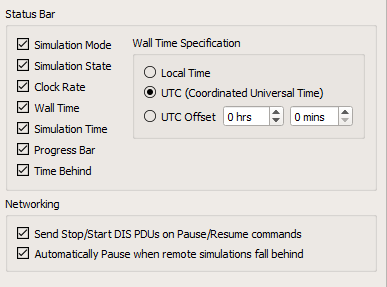 Status Bar
Simulation Mode
Simulation State
Clock Rate
Wall Time
Simulation Time
Progress Bar
Time Behind
Wall Time Specification
Local Time
UTC (Coordinated Universal Time)
UTC Offset 0 hrs 0 mins
Networking
Send Stop/Start DIS PDUs on Pause/Resume commands
Automatically Pause when remote simulations fall behind